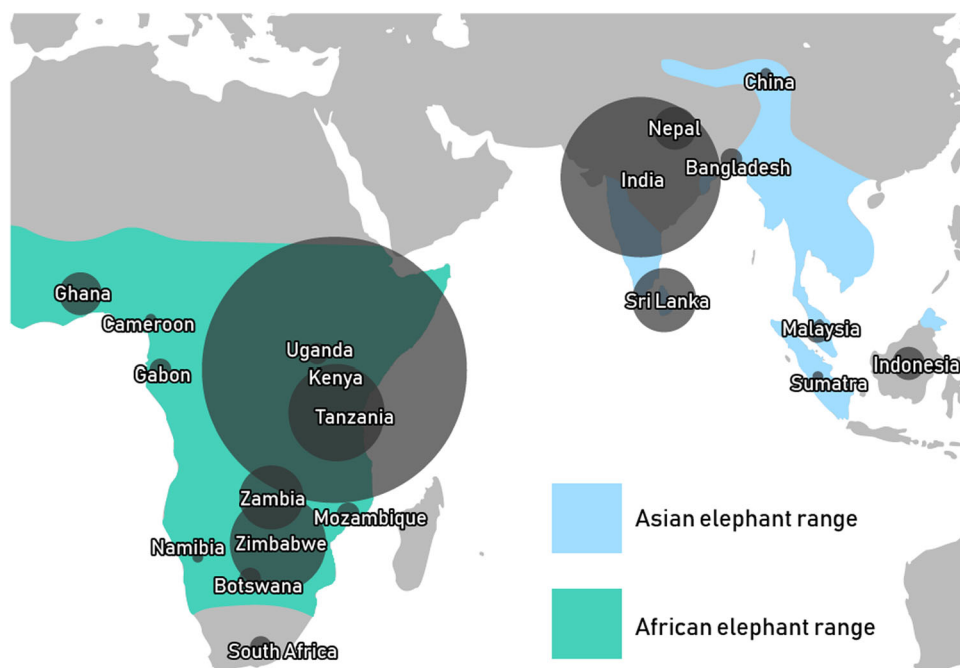 China
Nepal
Bangladesh
India
Ghana
Sri Lanka
Cameroon
Malaysia
Uganda
Gabon
Kenya
Indonesia
Sumatra
Tanzania
Zambia
Mozambique
Asian elephant range
Namibia
Zimbabwe
Botswana
African elephant range
South Africa